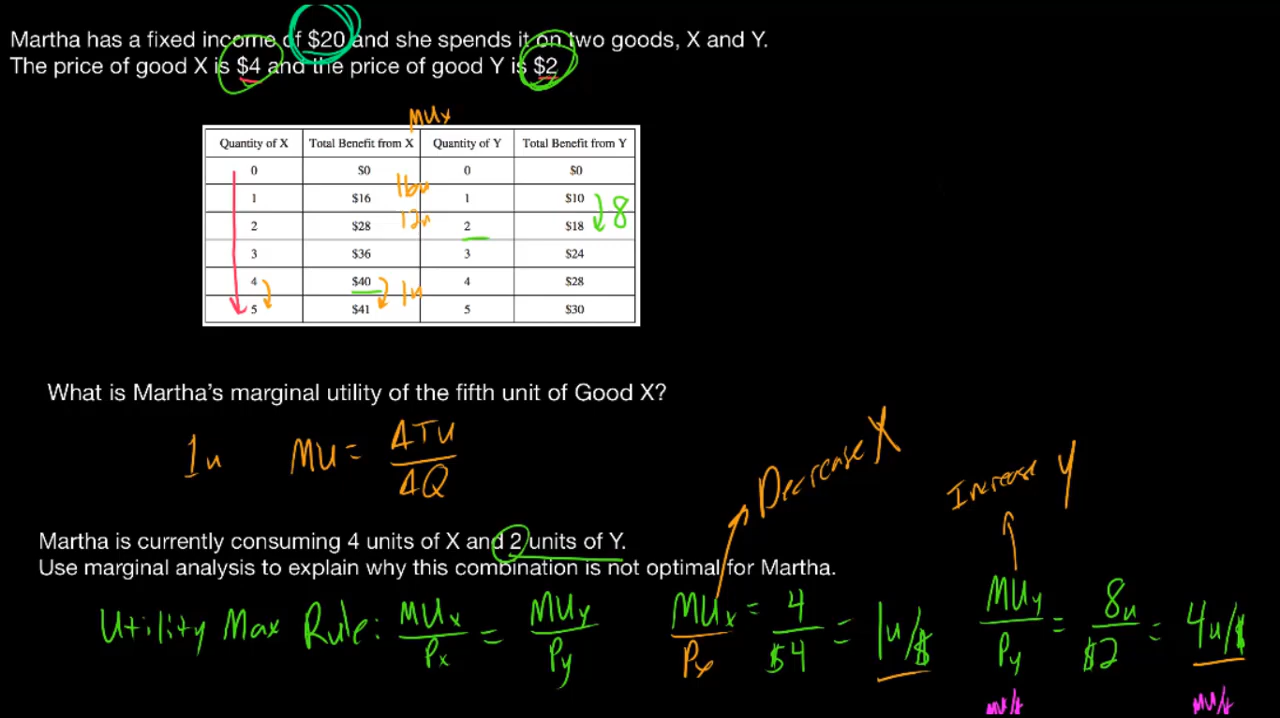 Martha has a fixed income of $20 and she spends it on two goods, X and Y.
The price of good X is $4 and the price of good Y is $2
MUx
Quantity of X Total Benefit from X Quantity of Y Total Benefit from Y
0 $0 0 $0
1 $16 16u 1 $10
2 $28 12u 2 $18 8
3 $36 3 $24
4 $40 4 $28
5 $41 1u 5 $30
What is Martha's marginal utility of the fifth unit of Good X?
1u MU = ΔTU / ΔQ
Decrease X
Increase Y
Martha is currently consuming 4 units of X and 2 units of Y.
Use marginal analysis to explain why this combination is not optimal for Martha.
Utility Max Rule: MUx / Px = MUy / Py
MUx / Px = 4 / $4 = 1u/$
MUy / Py = 8u / $2 = 4u/$
MU/$ MU/$